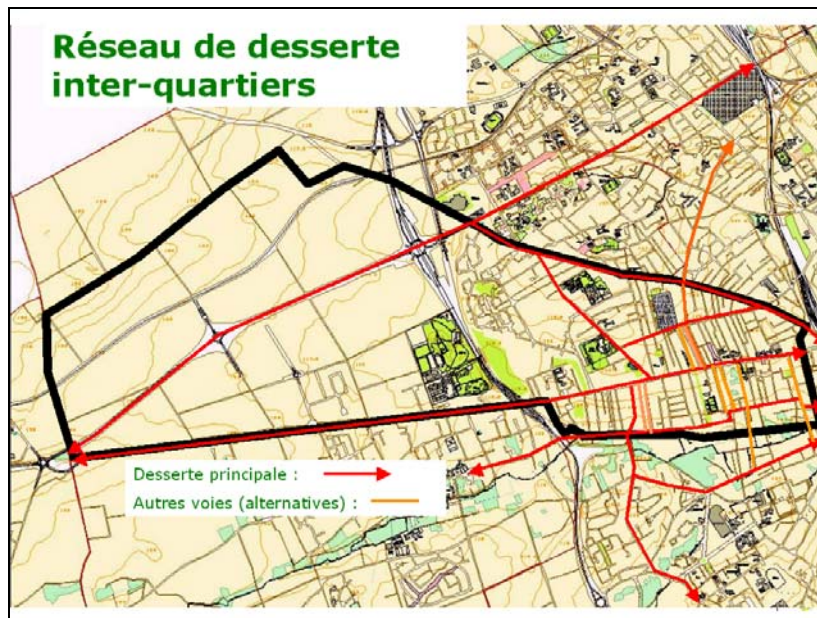 Réseau de desserte
inter-quartiers
Desserte principale :
Autres voies (alternatives) :